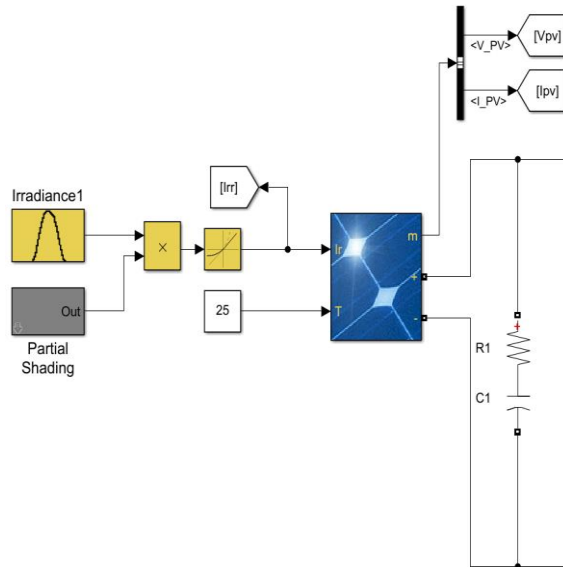 <V_PV>
[Vpv]
<I_PV>
[Ipv]
Irradiance1
[Irr]
×
Ir
m
+
-
T
25
Out
Partial
Shading
+
R1
C1